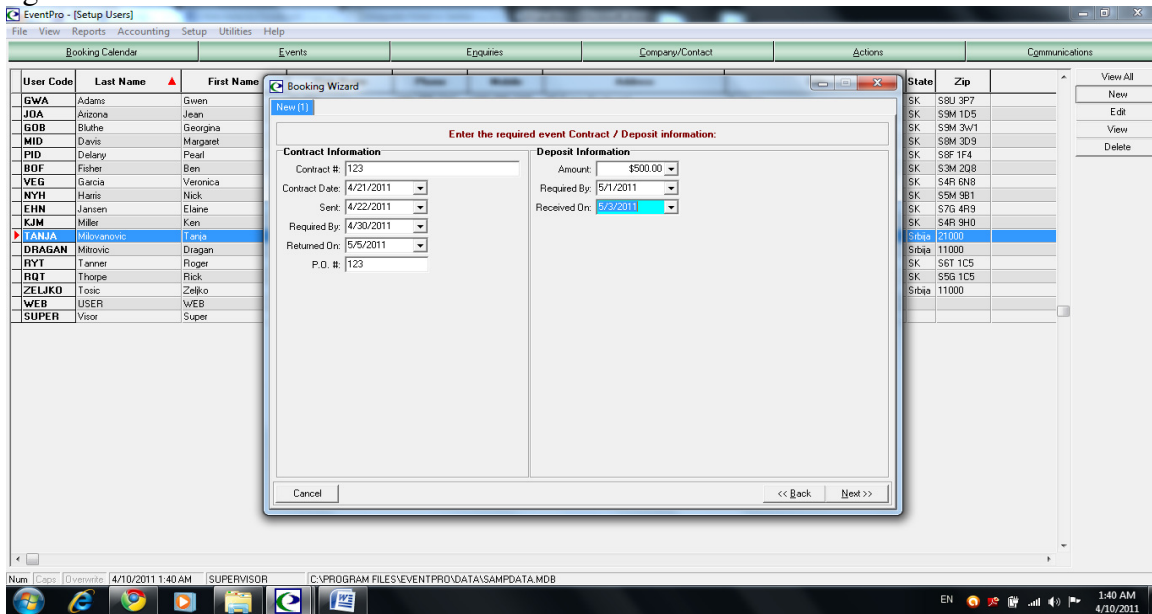 EventPro - [Setup Users]
File View Reports Accounting Setup Utilities Help
Booking Calendar Events Enquiries Company/Contact Actions Communications
User Code Last Name First Name State Zip
View All
New
Edit
View
Delete
GWA Adams Gwen SK S8U 3P7
JOA Arizona Jean SK S9M 1D5
GOB Bluthe Georgina SK S9M 3W1
MID Davis Margaret SK S8M 3D9
PID Delany Pearl SK S8F 1F4
BOF Fisher Ben SK S3M 2Q8
VEG Garcia Veronica SK S4R 6N8
NYH Harris Nick SK S5M 9B1
EHN Jansen Elaine SK S7G 4R9
KJM Miller Ken SK S4R 9H0
TANJA Milovanovic Tanja Srbija 21000
DRAGAN Mitrovic Dragan Srbija 11000
RYT Tanner Roger SK S6T 1C5
RQT Thorpe Rick SK S5G 1C5
ZELJKO Tosic Zeljko Srbija 11000
WEB USER WEB
SUPER Visor Super
Booking Wizard
New (1)
Enter the required event Contract / Deposit information:
Contract Information
Contract #: 123
Contract Date: 4/21/2011
Sent: 4/22/2011
Required By: 4/30/2011
Returned On: 5/5/2011
P.O. #: 123
Deposit Information
Amount: $500.00
Required By: 5/1/2011
Received On: 5/3/2011
Cancel << Back Next >>
Num Caps Overwrite 4/10/2011 1:40 AM SUPERVISOR C:\PROGRAM FILES\EVENTPRO\DATA\SAMPDATA.MDB
EN 1:40 AM
4/10/2011